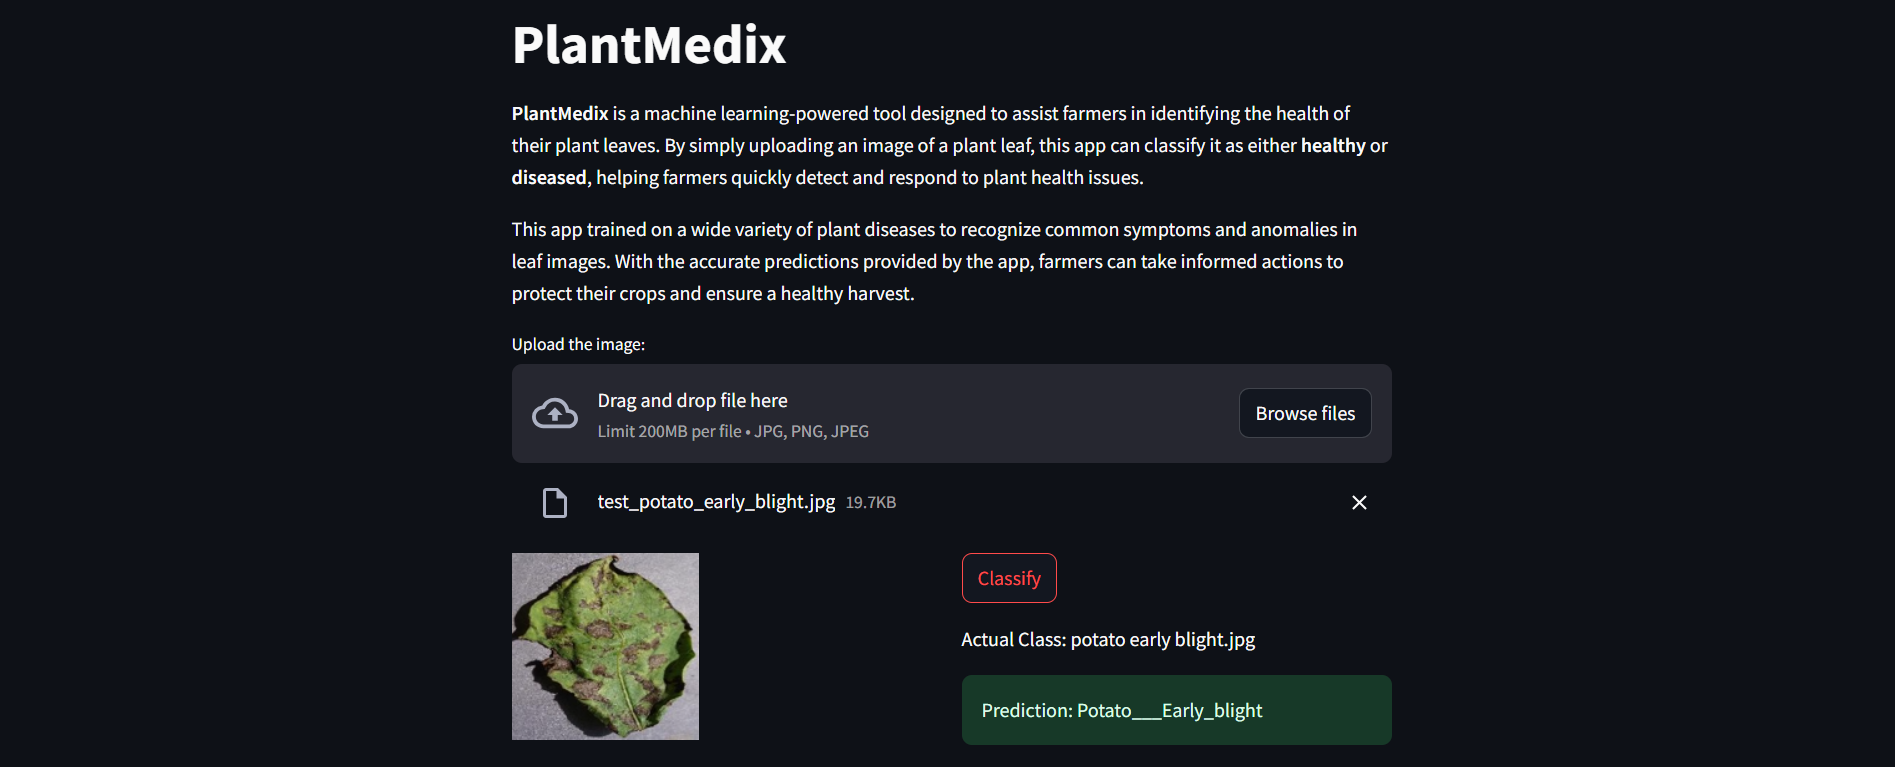 PlantMedix
PlantMedix is a machine learning-powered tool designed to assist farmers in identifying the health of
their plant leaves. By simply uploading an image of a plant leaf, this app can classify it as either healthy or
diseased, helping farmers quickly detect and respond to plant health issues.
This app trained on a wide variety of plant diseases to recognize common symptoms and anomalies in
leaf images. With the accurate predictions provided by the app, farmers can take informed actions to
protect their crops and ensure a healthy harvest.
Upload the image:
Drag and drop file here
Limit 200MB per file • JPG, PNG, JPEG
Browse files
test_potato_early_blight.jpg 19.7KB
Classify
Actual Class: potato early blight.jpg
Prediction: Potato___Early_blight